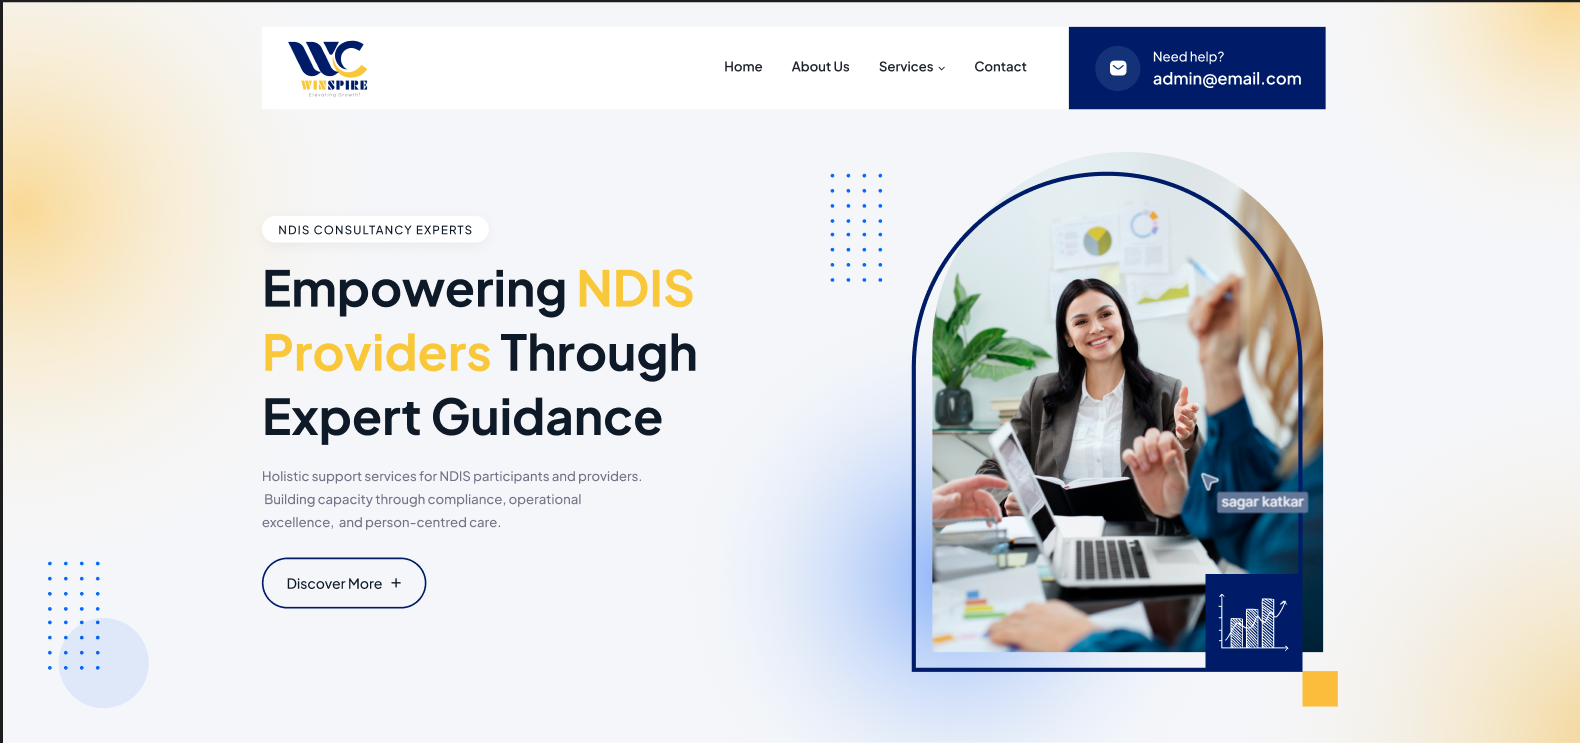 WINSPIRE
Elevating Growth!
Home
About Us
Services
Contact
Need help?
admin@email.com
NDIS CONSULTANCY EXPERTS
Empowering NDIS
Providers Through
Expert Guidance
Holistic support services for NDIS participants and providers.
Building capacity through compliance, operational
excellence, and person-centred care.
Discover More +
sagar katkar